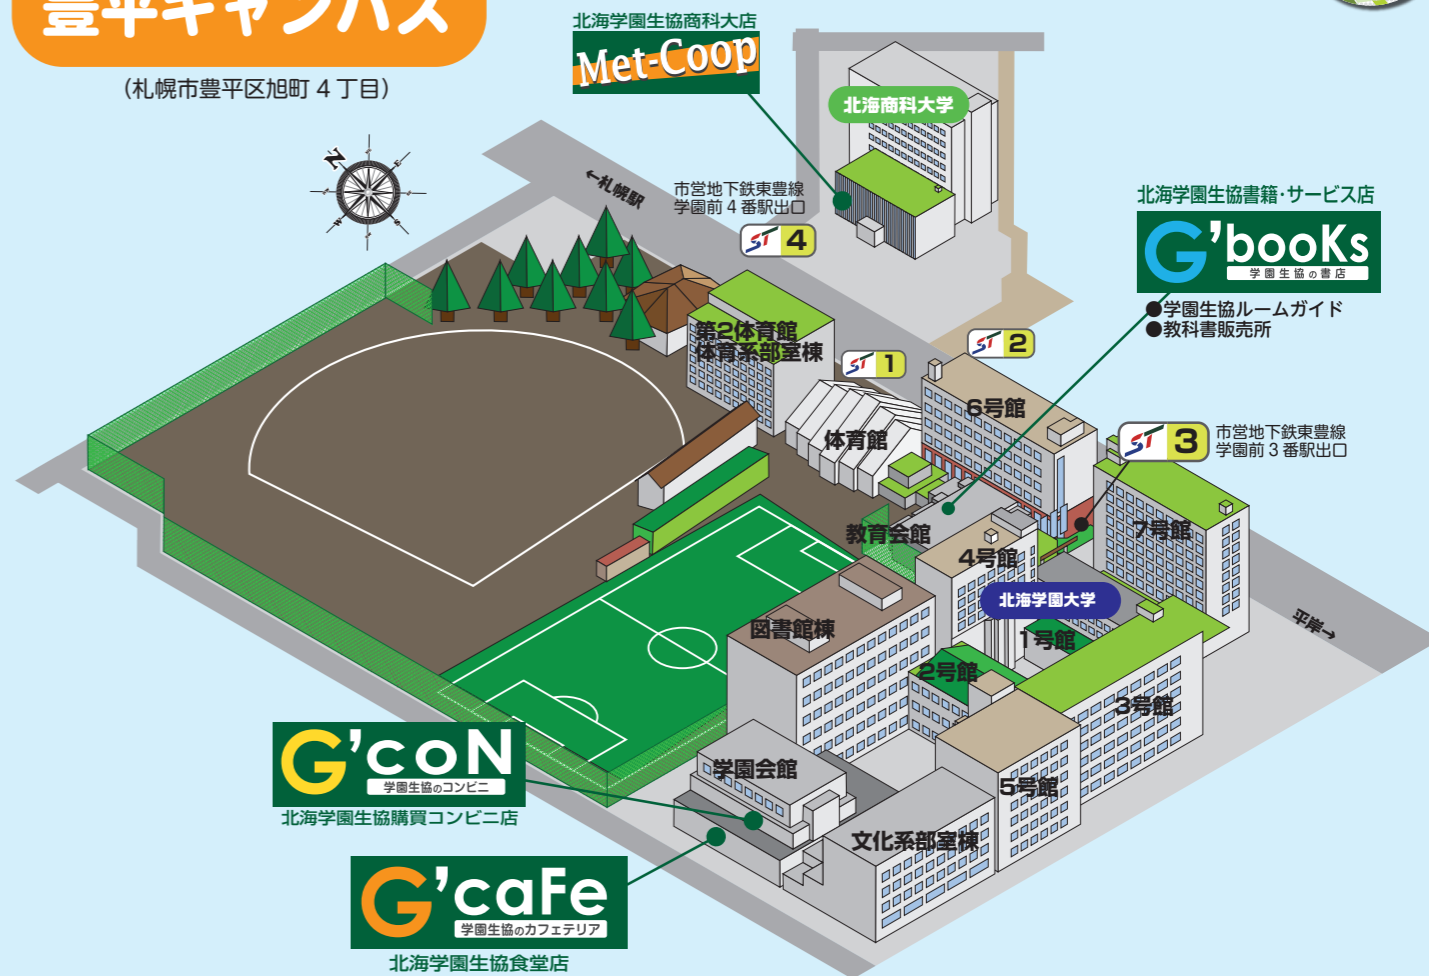 豊平キャンパス
（札幌市豊平区旭町 4 丁目）
N
北海学園生協商科大店
Met-Coop
北海商科大学
←札幌駅
市営地下鉄東豊線
学園前 4 番駅出口
ST 4
北海学園生協書籍・サービス店
G'booKs
学園生協の書店
●学園生協ルームガイド
●教科書販売所
第2体育館
体育系部室棟
ST 1
ST 2
6号館
体育館
ST 3
市営地下鉄東豊線
学園前 3 番駅出口
教育会館
4号館
7号館
北海学園大学
図書館棟
1号館
平岸→
2号館
3号館
G'coN
学園生協のコンビニ
北海学園生協購買コンビニ店
学園会館
5号館
文化系部室棟
G'caFe
学園生協のカフェテリア
北海学園生協食堂店